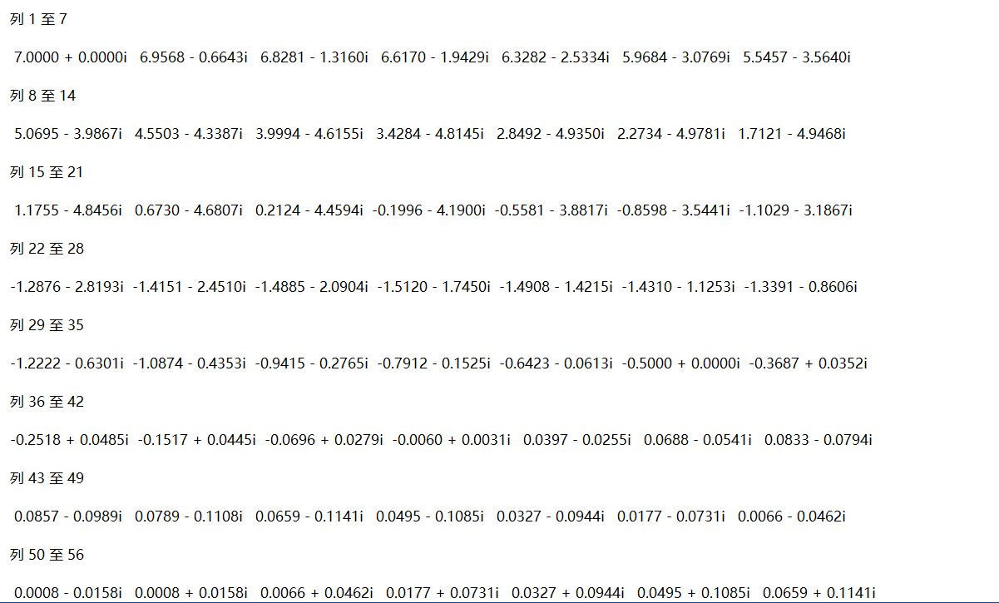 列 1 至 7
7.0000 + 0.0000i 6.9568 - 0.6643i 6.8281 - 1.3160i 6.6170 - 1.9429i 6.3282 - 2.5334i 5.9684 - 3.0769i 5.5457 - 3.5640i
列 8 至 14
5.0695 - 3.9867i 4.5503 - 4.3387i 3.9994 - 4.6155i 3.4284 - 4.8145i 2.8492 - 4.9350i 2.2734 - 4.9781i 1.7121 - 4.9468i
列 15 至 21
1.1755 - 4.8456i 0.6730 - 4.6807i 0.2124 - 4.4594i -0.1996 - 4.1900i -0.5581 - 3.8817i -0.8598 - 3.5441i -1.1029 - 3.1867i
列 22 至 28
-1.2876 - 2.8193i -1.4151 - 2.4510i -1.4885 - 2.0904i -1.5120 - 1.7450i -1.4908 - 1.4215i -1.4310 - 1.1253i -1.3391 - 0.8606i
列 29 至 35
-1.2222 - 0.6301i -1.0874 - 0.4353i -0.9415 - 0.2765i -0.7912 - 0.1525i -0.6423 - 0.0613i -0.5000 + 0.0000i -0.3687 + 0.0352i
列 36 至 42
-0.2518 + 0.0485i -0.1517 + 0.0445i -0.0696 + 0.0279i -0.0060 + 0.0031i 0.0397 - 0.0255i 0.0688 - 0.0541i 0.0833 - 0.0794i
列 43 至 49
0.0857 - 0.0989i 0.0789 - 0.1108i 0.0659 - 0.1141i 0.0495 - 0.1085i 0.0327 - 0.0944i 0.0177 - 0.0731i 0.0066 - 0.0462i
列 50 至 56
0.0008 - 0.0158i 0.0008 + 0.0158i 0.0066 + 0.0462i 0.0177 + 0.0731i 0.0327 + 0.0944i 0.0495 + 0.1085i 0.0659 + 0.1141i